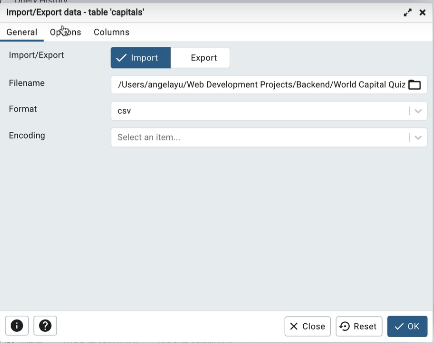 Import/Export data - table 'capitals'
General Options Columns
Import/Export Import Export
Filename /Users/angelayu/Web Development Projects/Backend/World Capital Quiz
Format csv
Encoding Select an item...
Close Reset OK